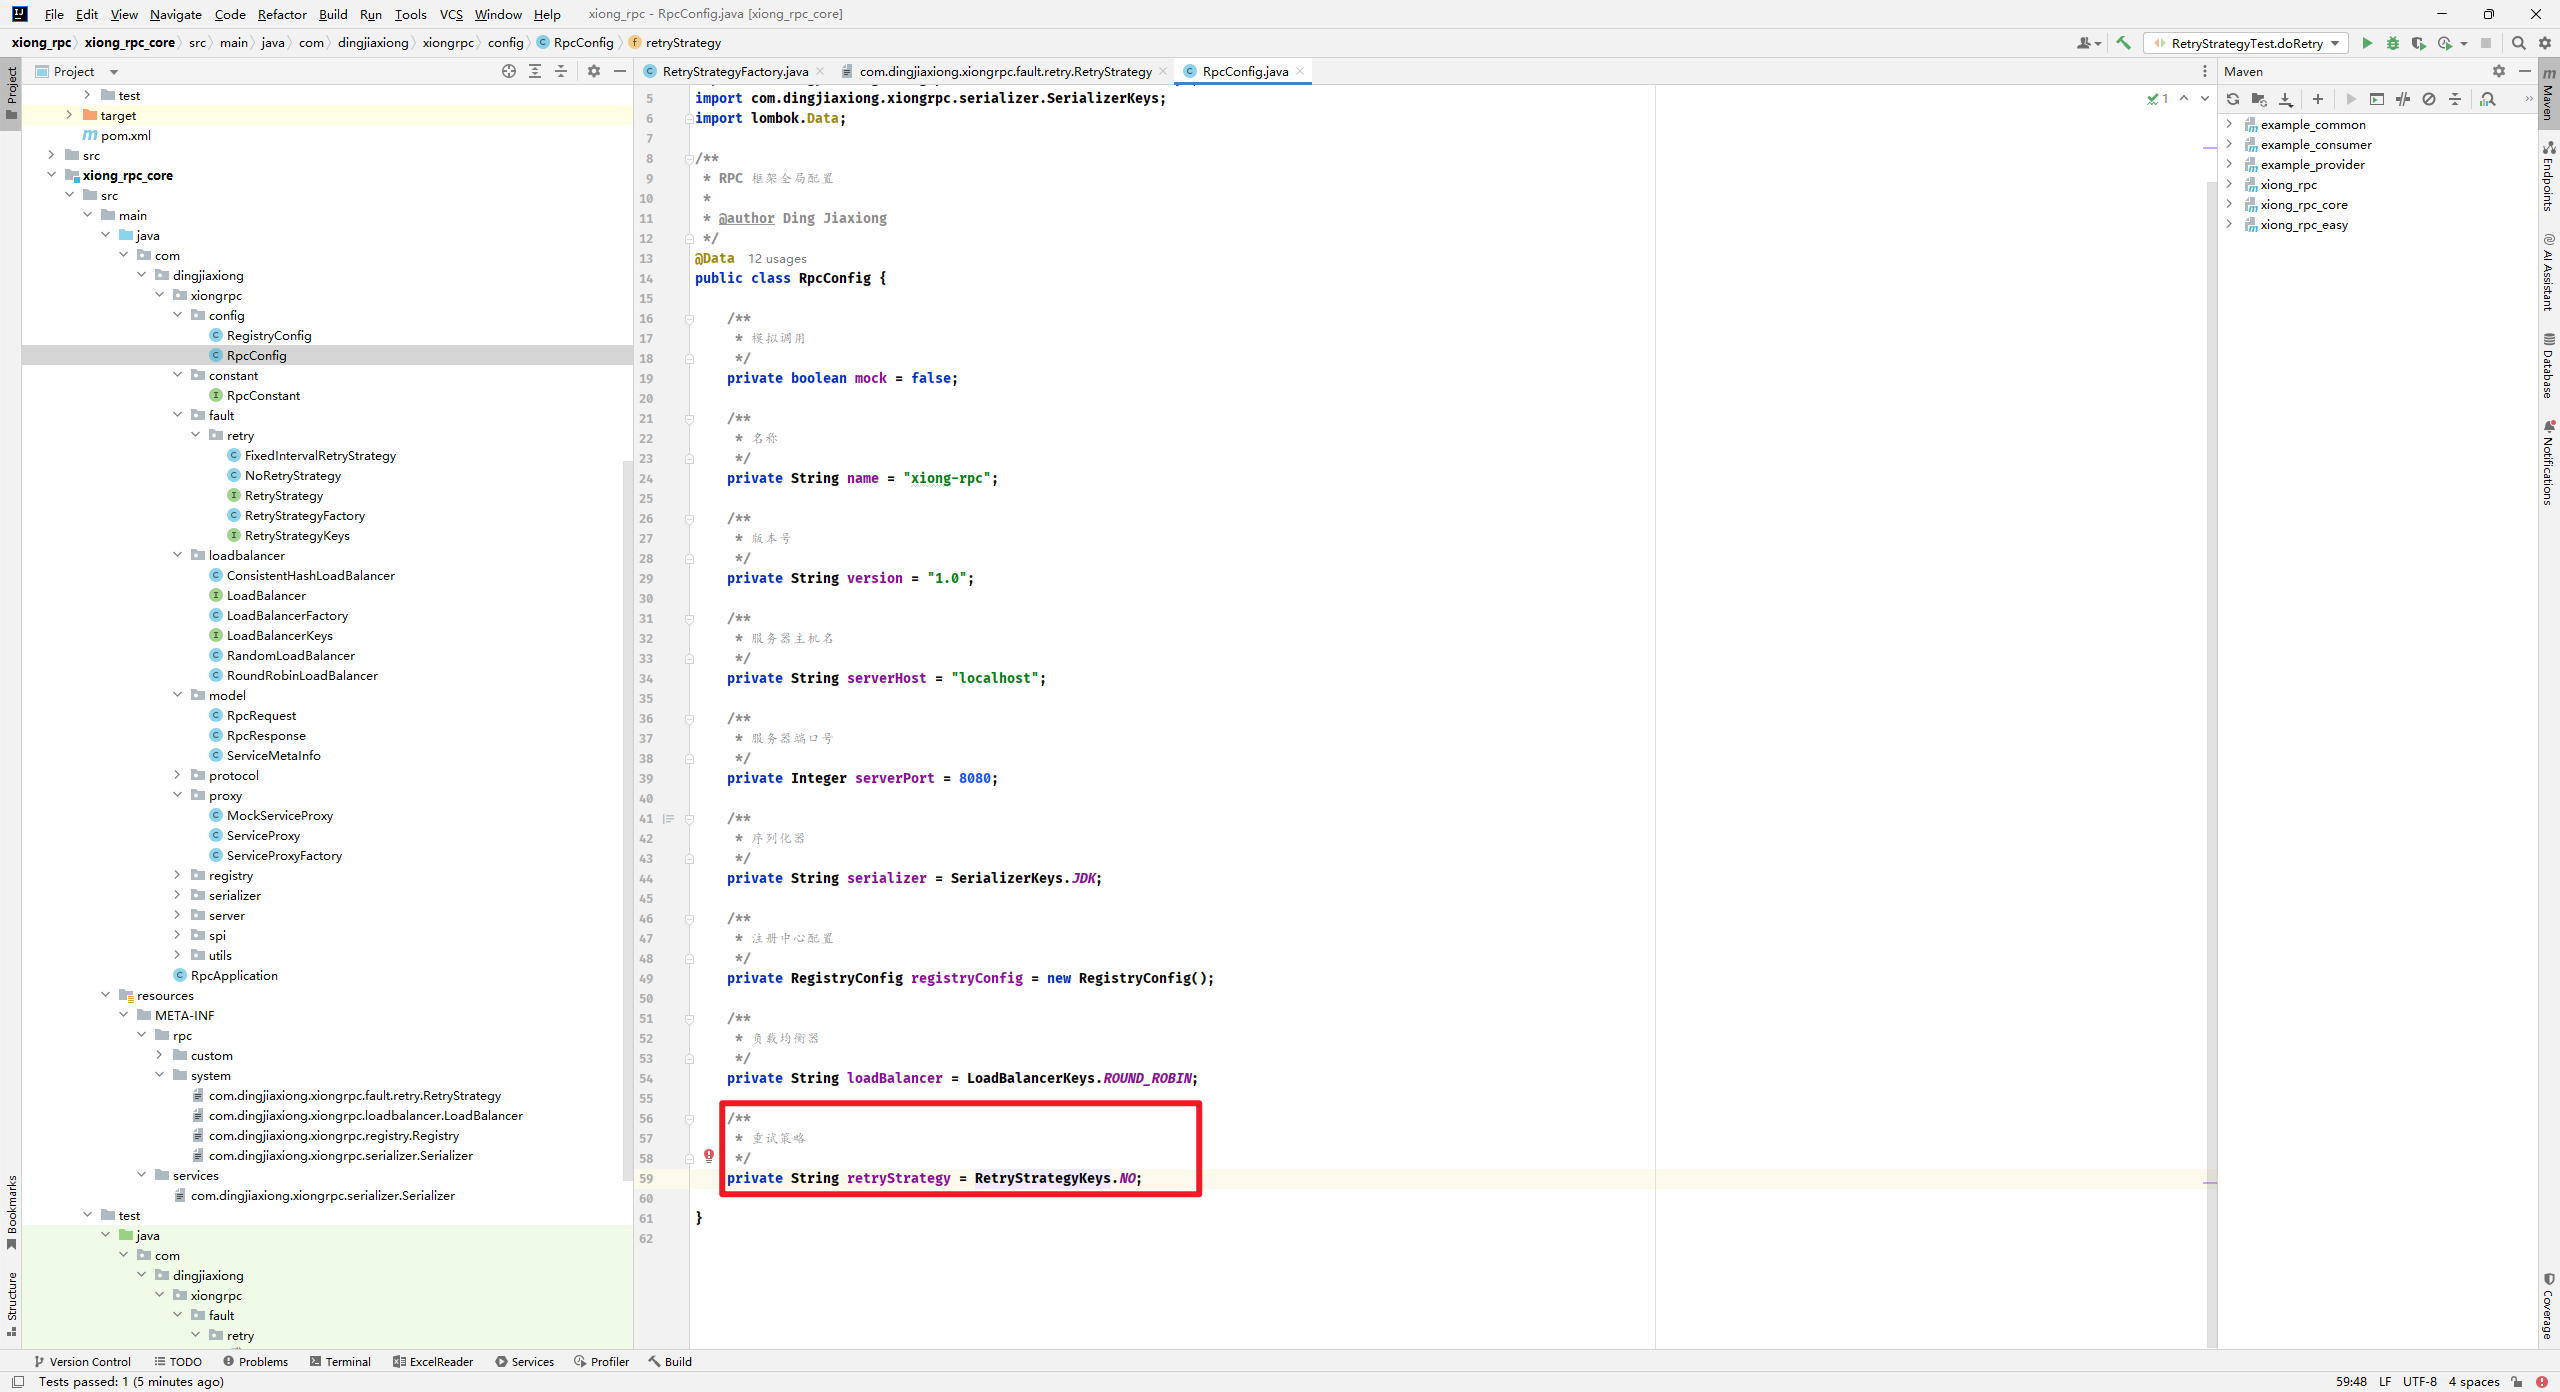 File Edit View Navigate Code Refactor Build Run Tools VCS Window Help xiong_rpc - RpcConfig.java [xiong_rpc_core]
xiong_rpc xiong_rpc_core src main java com dingjiaxiong xiongrpc config RpcConfig retryStrategy RetryStrategyTest.doRetry
Project
Project
test
target
pom.xml
src
xiong_rpc_core
src
main
java
com
dingjiaxiong
xiongrpc
config
RegistryConfig
RpcConfig
constant
RpcConstant
fault
retry
FixedIntervalRetryStrategy
NoRetryStrategy
RetryStrategy
RetryStrategyFactory
RetryStrategyKeys
loadbalancer
ConsistentHashLoadBalancer
LoadBalancer
LoadBalancerFactory
LoadBalancerKeys
RandomLoadBalancer
RoundRobinLoadBalancer
model
RpcRequest
RpcResponse
ServiceMetaInfo
protocol
proxy
MockServiceProxy
ServiceProxy
ServiceProxyFactory
registry
serializer
server
spi
utils
RpcApplication
resources
META-INF
rpc
custom
system
com.dingjiaxiong.xiongrpc.fault.retry.RetryStrategy
com.dingjiaxiong.xiongrpc.loadbalancer.LoadBalancer
com.dingjiaxiong.xiongrpc.registry.Registry
com.dingjiaxiong.xiongrpc.serializer.Serializer
services
com.dingjiaxiong.xiongrpc.serializer.Serializer
test
java
com
dingjiaxiong
xiongrpc
fault
retry
Bookmarks
Structure
RetryStrategyFactory.java com.dingjiaxiong.xiongrpc.fault.retry.RetryStrategy RpcConfig.java
1
5 import com.dingjiaxiong.xiongrpc.serializer.SerializerKeys;
6 import lombok.Data;
7
8 /**
9 * RPC 框架全局配置
10 *
11 * @author Ding Jiaxiong
12 */
13 @Data 12 usages
14 public class RpcConfig {
15
16 /**
17 * 模拟调用
18 */
19 private boolean mock = false;
20
21 /**
22 * 名称
23 */
24 private String name = "xiong-rpc";
25
26 /**
27 * 版本号
28 */
29 private String version = "1.0";
30
31 /**
32 * 服务器主机名
33 */
34 private String serverHost = "localhost";
35
36 /**
37 * 服务器端口号
38 */
39 private Integer serverPort = 8080;
40
41 /**
42 * 序列化器
43 */
44 private String serializer = SerializerKeys.JDK;
45
46 /**
47 * 注册中心配置
48 */
49 private RegistryConfig registryConfig = new RegistryConfig();
50
51 /**
52 * 负载均衡器
53 */
54 private String loadBalancer = LoadBalancerKeys.ROUND_ROBIN;
55
56 /**
57 * 重试策略
58 */
59 private String retryStrategy = RetryStrategyKeys.NO;
60
61 }
62
Maven
example_common
example_consumer
example_provider
xiong_rpc
xiong_rpc_core
xiong_rpc_easy
Maven
Endpoints
AI Assistant
Database
Notifications
Coverage
Version Control TODO Problems Terminal ExcelReader Services Profiler Build
Tests passed: 1 (5 minutes ago) 59:48 LF UTF-8 4 spaces